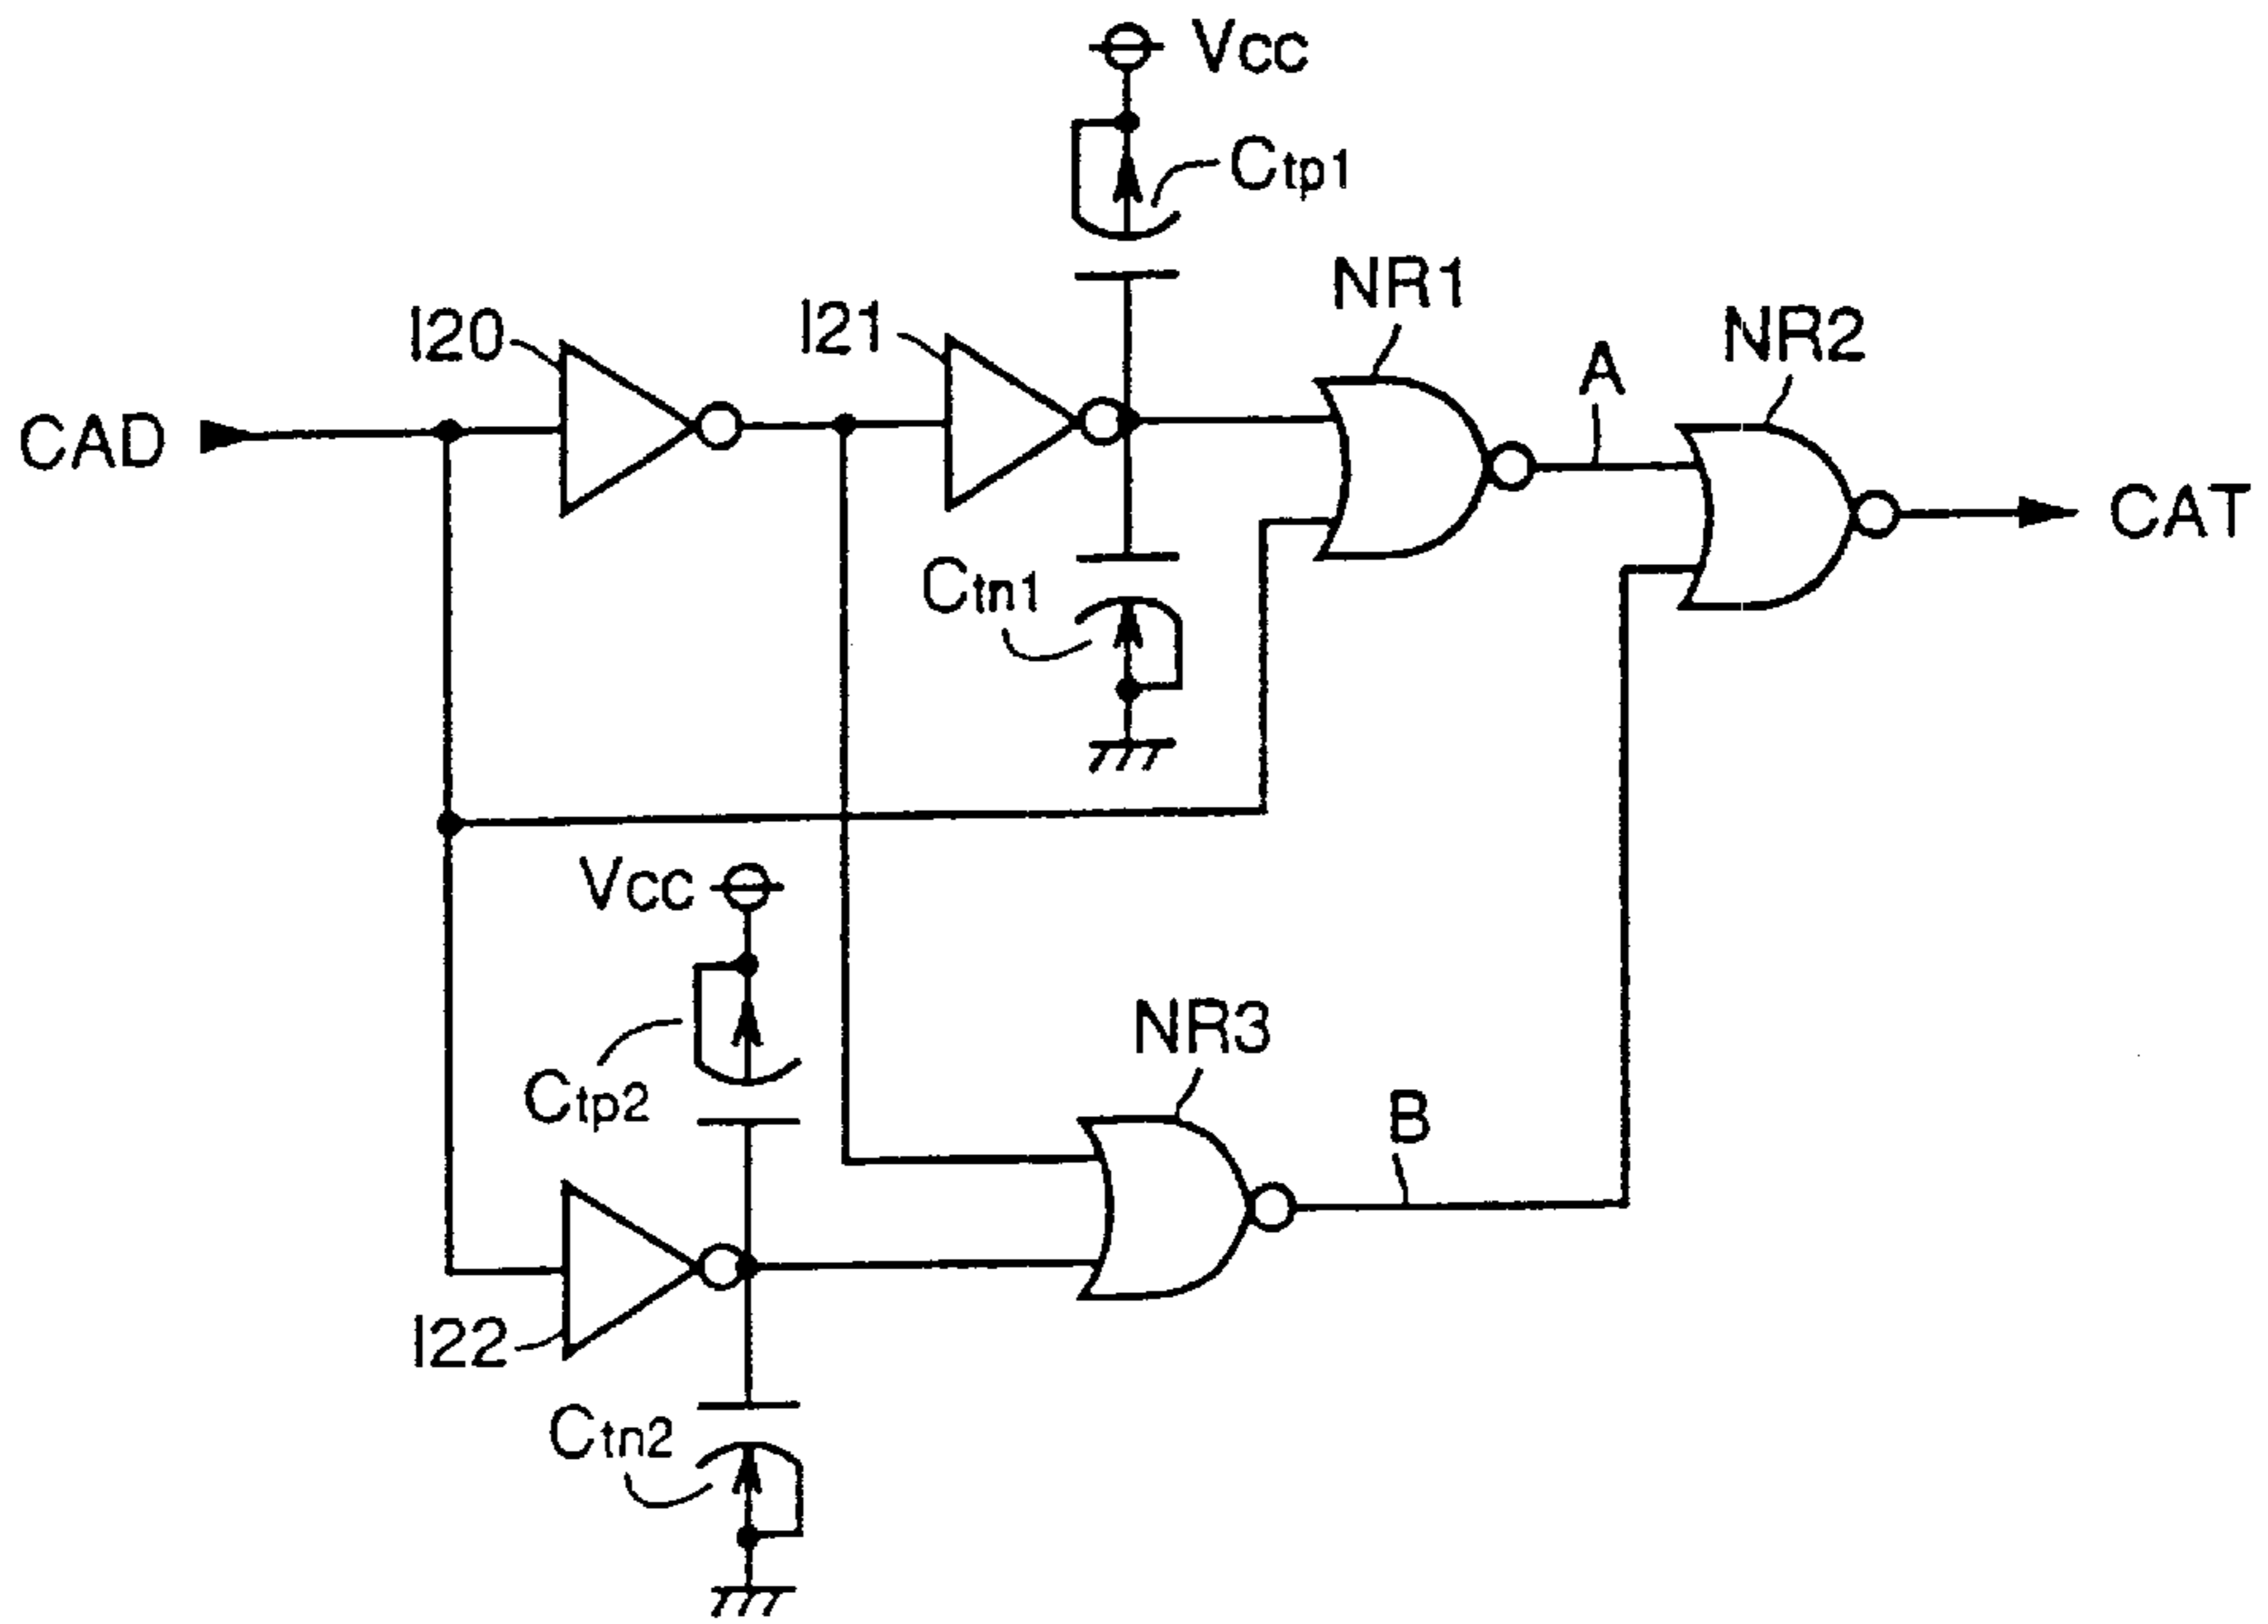 Vcc
Ctp1
NR1
I20
I21
NR2
A
CAD
CAT
Ctn1
Vcc
NR3
Ctp2
B
I22
Ctn2